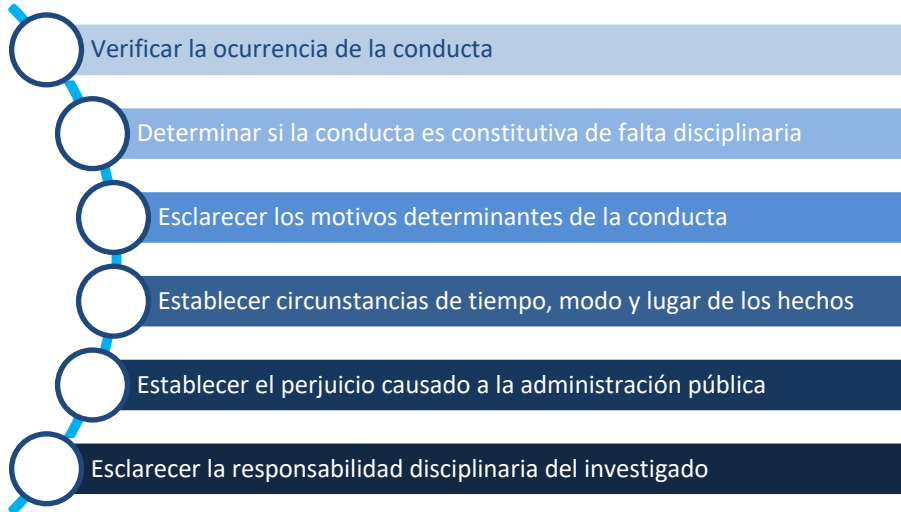 Verificar la ocurrencia de la conducta
Determinar si la conducta es constitutiva de falta disciplinaria
Esclarecer los motivos determinantes de la conducta
Establecer circunstancias de tiempo, modo y lugar de los hechos
Establecer el perjuicio causado a la administración pública
Esclarecer la responsabilidad disciplinaria del investigado